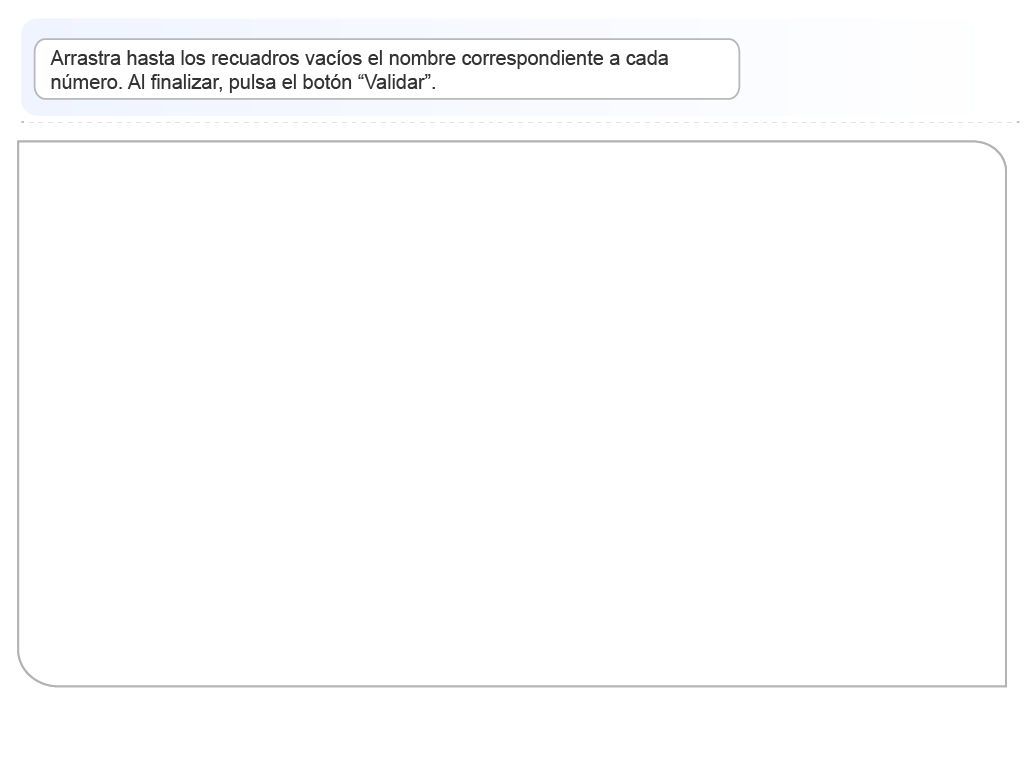 Arrastra hasta los recuadros vacíos el nombre correspondiente a cada
número. Al finalizar, pulsa el botón “Validar”.